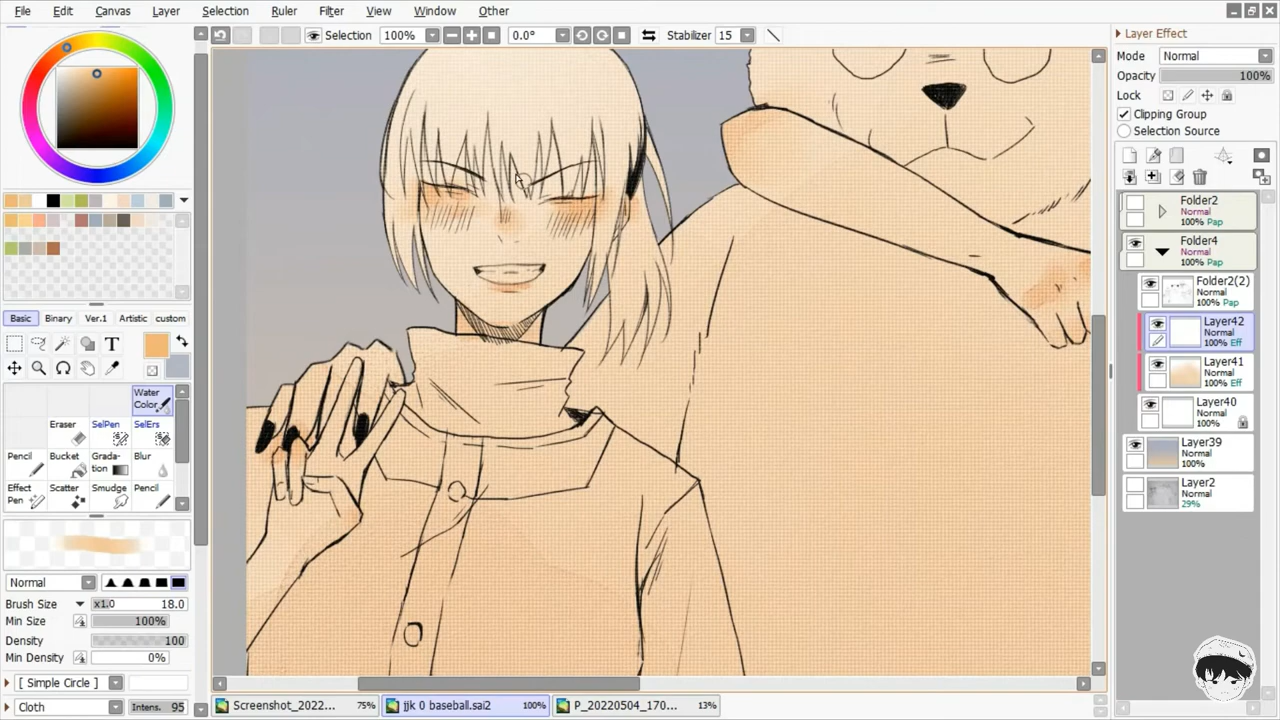 File Edit Canvas Layer Selection Ruler Filter View Window Other
Selection 100% 0.0° Stabilizer 15
Basic Binary Ver.1 Artistic custom
T
Water
Color
Eraser SelPen SelErs
Pencil Bucket Grada-
tion Blur
Effect
Pen Scatter Smudge Pencil
Normal
Brush Size x1.0 18.0
Min Size 100%
Density 100
Min Density 0%
[ Simple Circle ]
Cloth Intens. 95
Screenshot_2022... 75%
jjk 0 baseball.sai2 100%
P_20220504_170... 13%
Layer Effect
Mode Normal
Opacity 100%
Lock
Clipping Group
Selection Source
Folder2
Normal
100% Pap
Folder4
Normal
100% Pap
Folder2(2)
Normal
100% Pap
Layer42
Normal
100% Eff
Layer41
Normal
100% Eff
Layer40
Normal
100%
Layer39
Normal
100%
Layer2
Normal
29%